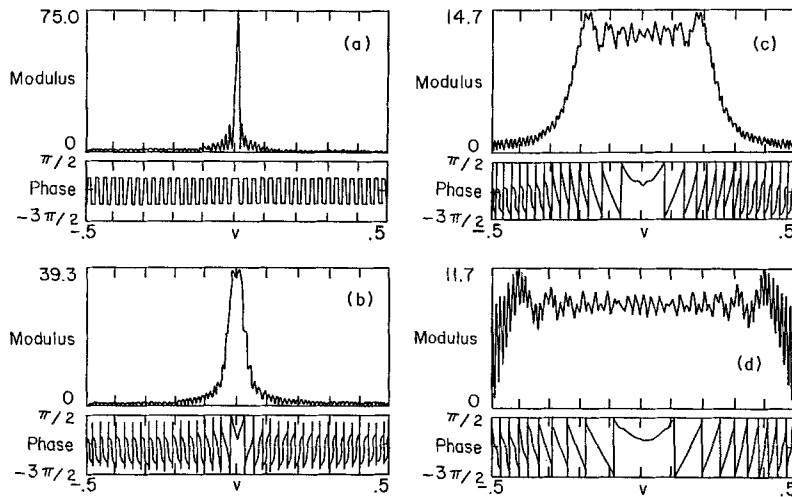 75.0
(a)
Modulus
0
π/2
Phase
-3π/2
-.5
v
.5
39.3
(b)
Modulus
0
π/2
Phase
-3π/2
-.5
v
.5
14.7
(c)
Modulus
0
π/2
Phase
-3π/2
-.5
v
.5
11.7
Modulus
(d)
0
π/2
Phase
-3π/2
-.5
v
.5